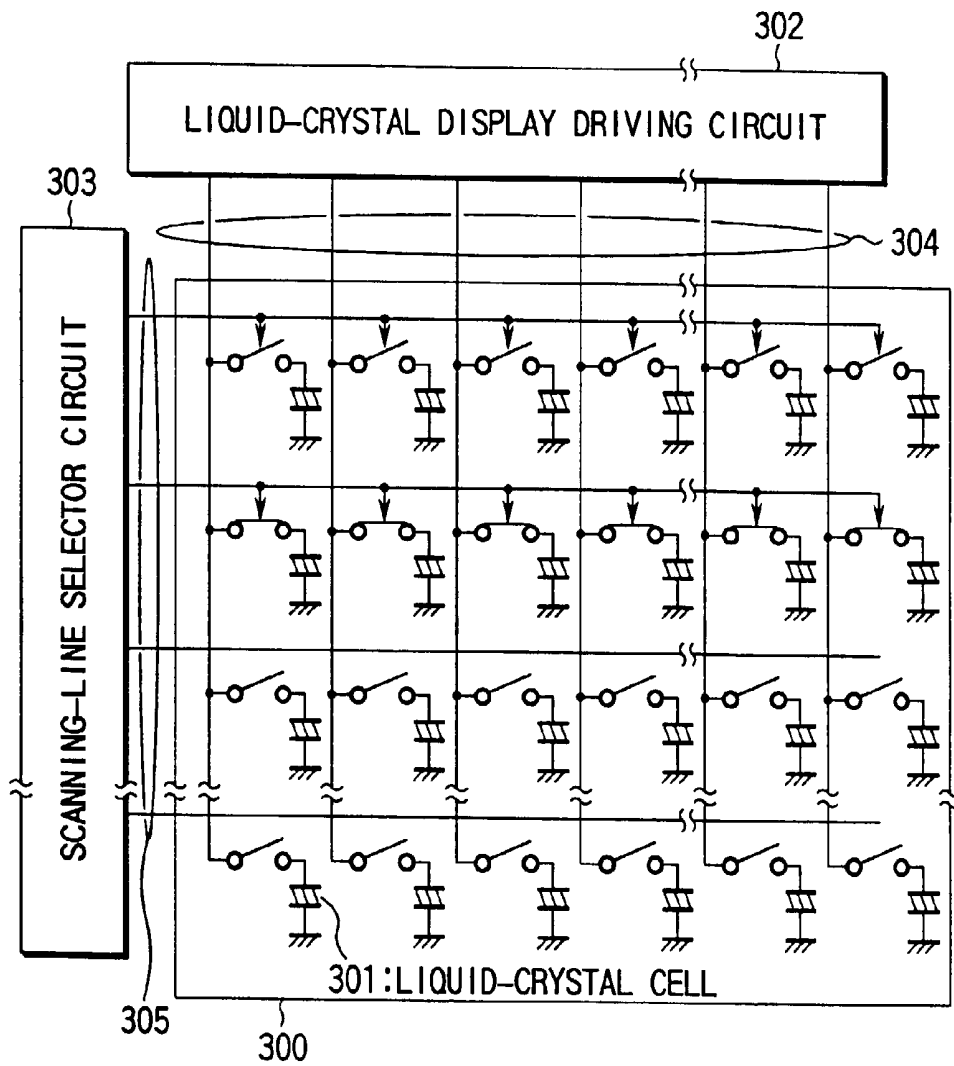 302
LIQUID-CRYSTAL DISPLAY DRIVING CIRCUIT
303
304
SCANNING-LINE SELECTOR CIRCUIT
301:LIQUID-CRYSTAL CELL
305
300